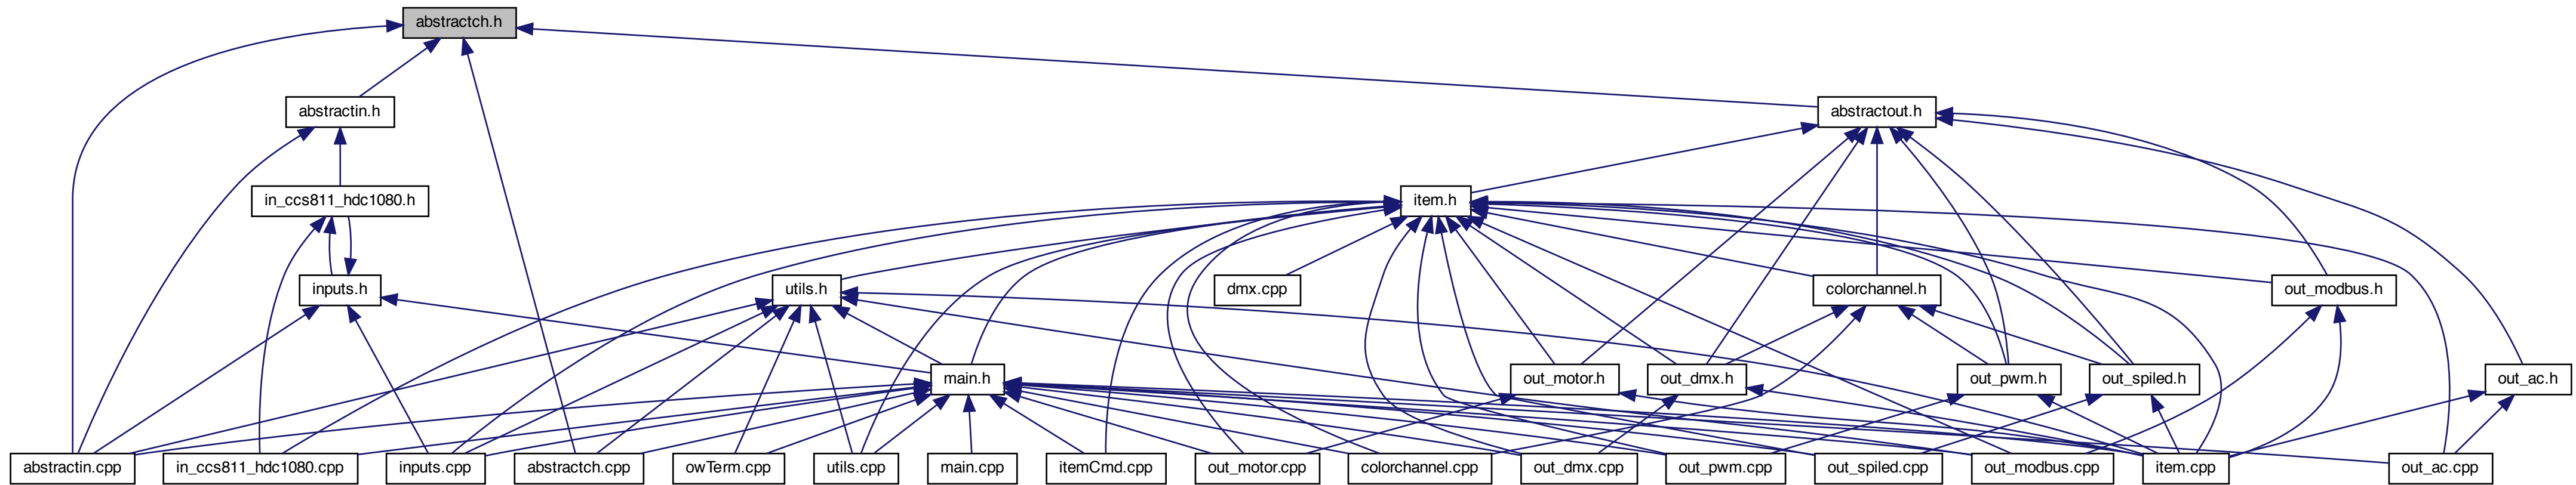 abstractch.h
abstractin.h
abstractout.h
in_ccs811_hdc1080.h
item.h
inputs.h
utils.h
dmx.cpp
colorchannel.h
out_modbus.h
main.h
out_motor.h
out_dmx.h
out_pwm.h
out_spiled.h
out_ac.h
abstractin.cpp
in_ccs811_hdc1080.cpp
inputs.cpp
abstractch.cpp
owTerm.cpp
utils.cpp
main.cpp
itemCmd.cpp
out_motor.cpp
colorchannel.cpp
out_dmx.cpp
out_pwm.cpp
out_spiled.cpp
out_modbus.cpp
item.cpp
out_ac.cpp